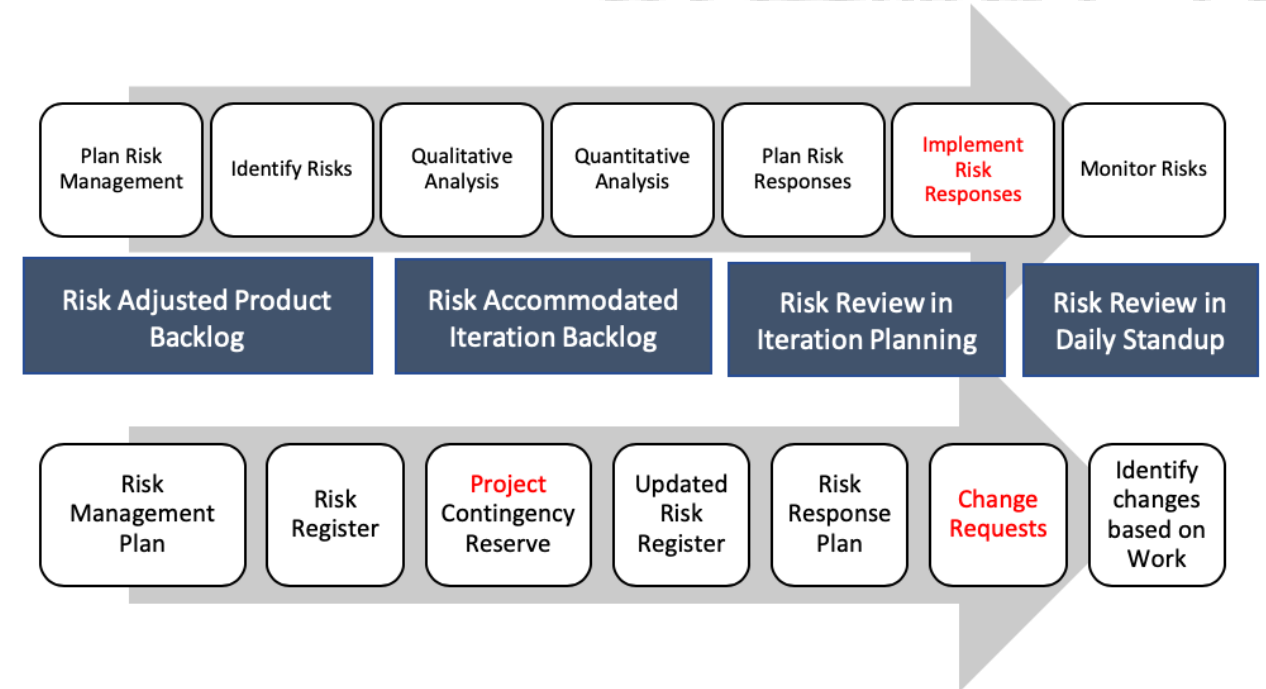 Plan Risk
Management
Identify Risks
Qualitative
Analysis
Quantitative
Analysis
Plan Risk
Responses
Implement
Risk
Responses
Monitor Risks
Risk Adjusted Product
Backlog
Risk Accommodated
Iteration Backlog
Risk Review in
Iteration Planning
Risk Review in
Daily Standup
Risk
Management
Plan
Risk
Register
Project
Contingency
Reserve
Updated
Risk
Register
Risk
Response
Plan
Change
Requests
Identify
changes
based on
Work